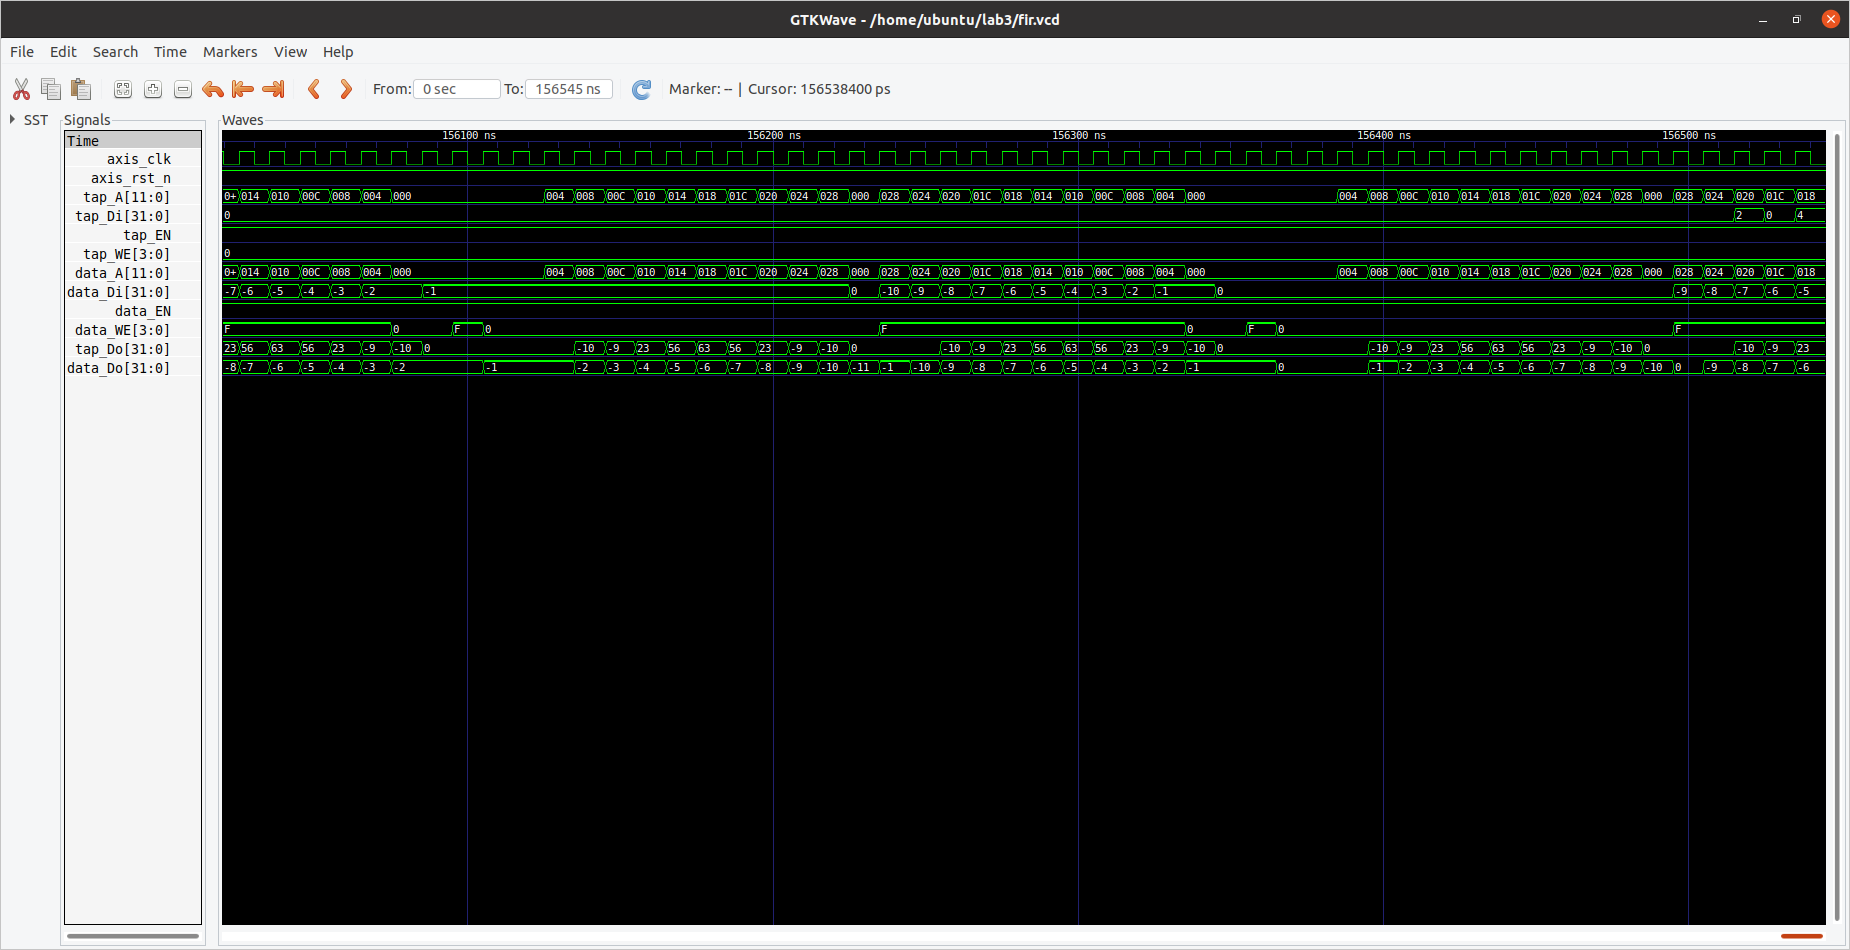 GTKWave - /home/ubuntu/lab3/fir.vcd
File Edit Search Time Markers View Help
From: 0 sec To: 156545 ns Marker: -- | Cursor: 156538400 ps
SST Signals Waves
Time 156100 ns 156200 ns 156300 ns 156400 ns 156500 ns
axis_clk
axis_rst_n
tap_A[11:0] 0+ 014 010 00C 008 004 000 004 008 00C 010 014 018 01C 020 024 028 000 028 024 020 01C 018 014 010 00C 008 004 000 004 008 00C 010 014 018 01C 020 024 028 000 028 024 020 01C 018
tap_Di[31:0] 0 2 0 4
tap_EN
tap_WE[3:0] 0
data_A[11:0] 0+ 014 010 00C 008 004 000 004 008 00C 010 014 018 01C 020 024 028 000 028 024 020 01C 018 014 010 00C 008 004 000 004 008 00C 010 014 018 01C 020 024 028 000 028 024 020 01C 018
data_Di[31:0] -7 -6 -5 -4 -3 -2 -1 0 -10 -9 -8 -7 -6 -5 -4 -3 -2 -1 0 -9 -8 -7 -6 -5
data_EN
data_WE[3:0] F 0 F 0 F 0 F 0 F
tap_Do[31:0] 23 56 63 56 23 -9 -10 0 -10 -9 23 56 63 56 23 -9 -10 0 -10 -9 23 56 63 56 23 -9 -10 0 -10 -9 23 56 63 56 23 -9 -10 0 -10 -9 23
data_Do[31:0] -8 -7 -6 -5 -4 -3 -2 -1 -2 -3 -4 -5 -6 -7 -8 -9 -10 -11 -1 -10 -9 -8 -7 -6 -5 -4 -3 -2 -1 0 -1 -2 -3 -4 -5 -6 -7 -8 -9 -10 0 -9 -8 -7 -6